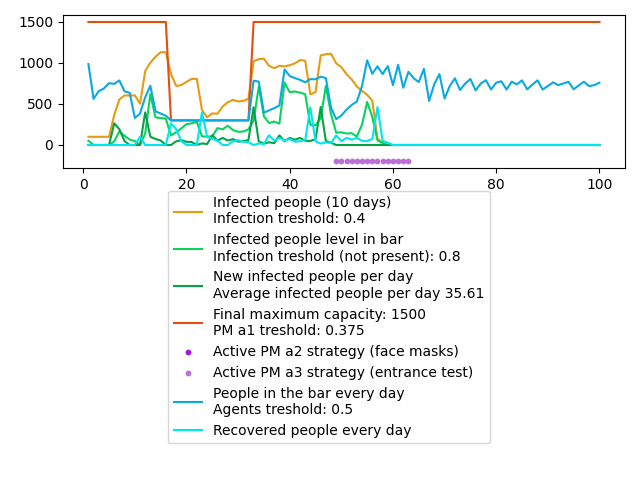 1500
1000
500
0
0 20 40 60 80 100
Infected people (10 days)
Infection treshold: 0.4
Infected people level in bar
Infection treshold (not present): 0.8
New infected people per day
Average infected people per day 35.61
Final maximum capacity: 1500
PM a1 treshold: 0.375
Active PM a2 strategy (face masks)
Active PM a3 strategy (entrance test)
People in the bar every day
Agents treshold: 0.5
Recovered people every day